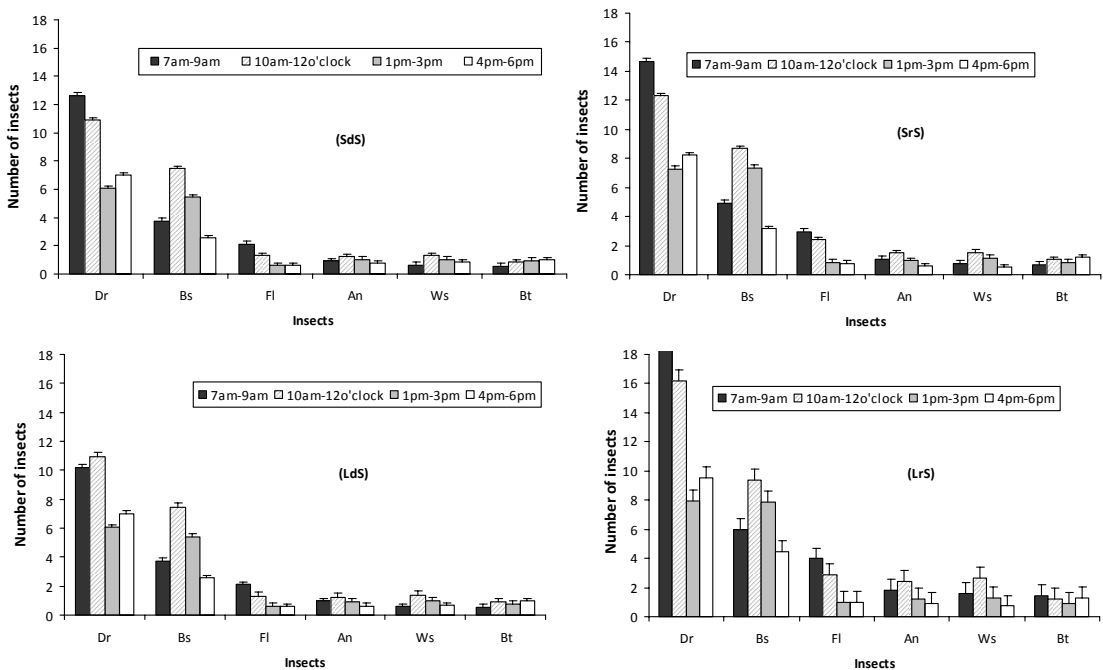 18
16
14
12
10
8
6
4
2
0
Number of insects
7am-9am 10am-12o'clock 1pm-3pm 4pm-6pm
(SdS)
Dr Bs Fl An Ws Bt
Insects
18
16
14
12
10
8
6
4
2
0
Number of insects
7am-9am 10am-12o'clock 1pm-3pm 4pm-6pm
(SrS)
Dr Bs Fl An Ws Bt
Insects
18
16
14
12
10
8
6
4
2
0
Number of insects
7am-9am 10am-12o'clock 1pm-3pm 4pm-6pm
(LdS)
Dr Bs Fl An Ws Bt
Insects
18
16
14
12
10
8
6
4
2
0
Number of insects
7am-9am 10am-12o'clock 1pm-3pm 4pm-6pm
(LrS)
Dr Bs Fl An Ws Bt
Insects